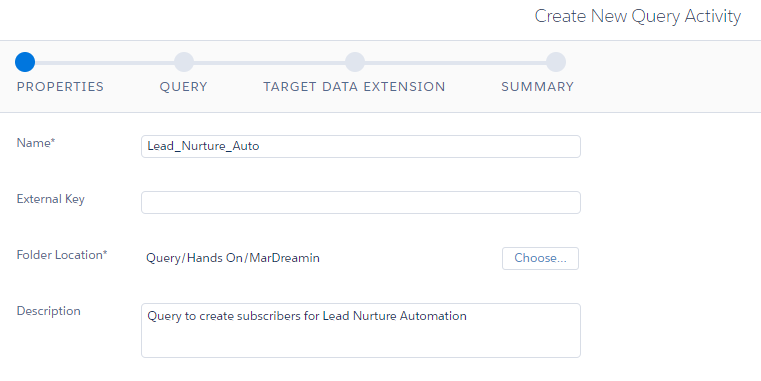 Create New Query Activity
PROPERTIES QUERY TARGET DATA EXTENSION SUMMARY
Name* Lead_Nurture_Auto
External Key
Folder Location* Query/Hands On/MarDreamin Choose...
Description Query to create subscribers for Lead Nurture Automation